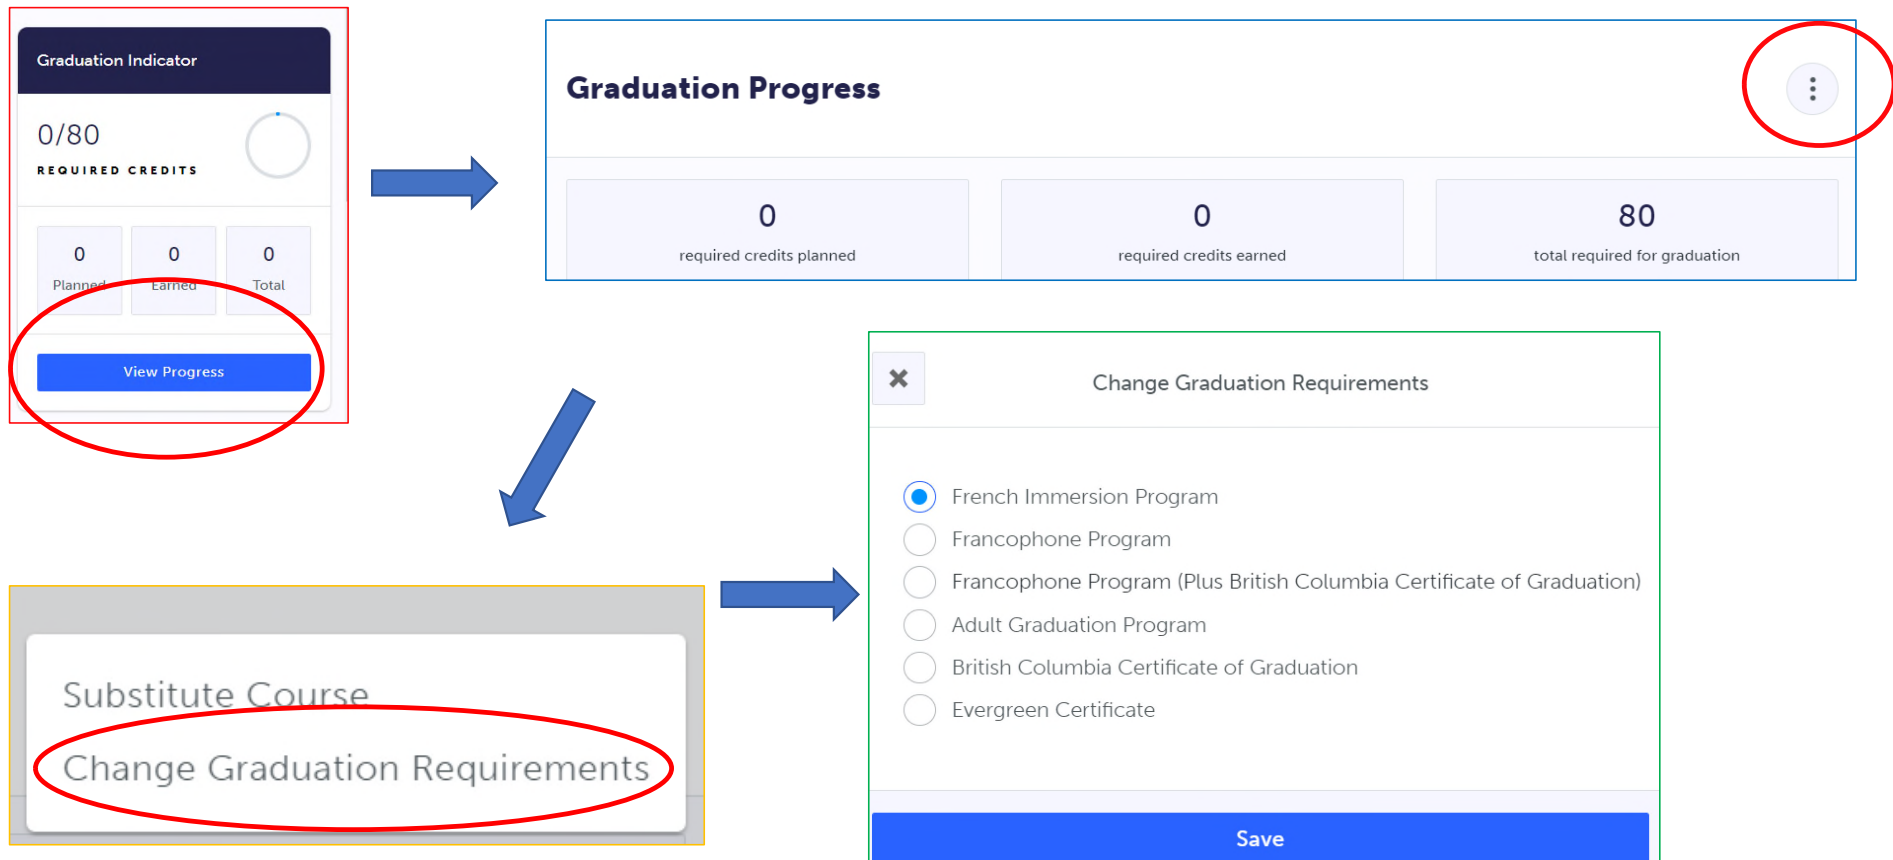 Graduation Indicator
0/80
REQUIRED CREDITS
0 0 0
Planned Earned Total
View Progress
Graduation Progress
0
required credits planned
0
required credits earned
80
total required for graduation
Substitute Course
Change Graduation Requirements
Change Graduation Requirements
French Immersion Program
Francophone Program
Francophone Program (Plus British Columbia Certificate of Graduation)
Adult Graduation Program
British Columbia Certificate of Graduation
Evergreen Certificate
Save